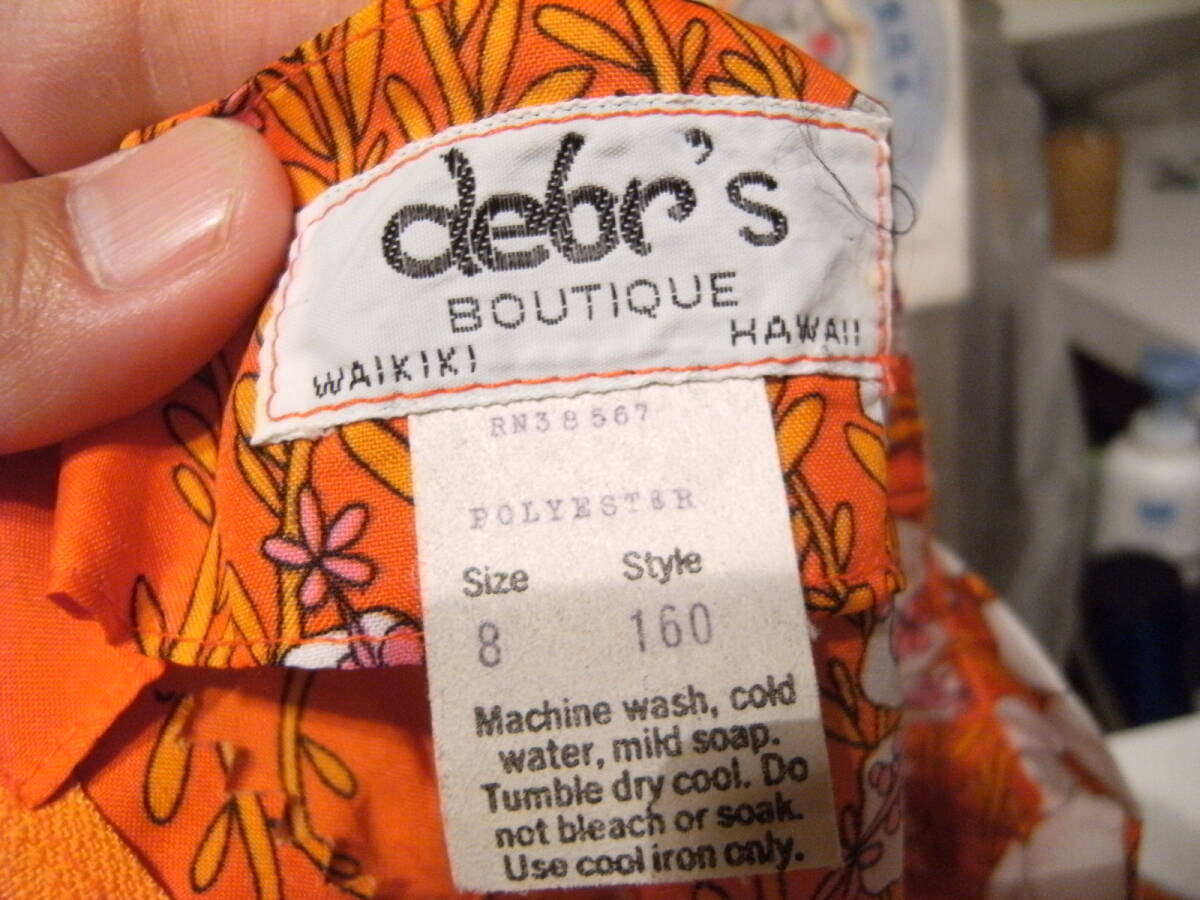 debr's
BOUTIQUE
WAIKIKI HAWAII
RN38567
POLYESTER
Size Style
8 160
Machine wash, cold
water, mild soap.
Tumble dry cool. Do
not bleach or soak.
Use cool iron only.